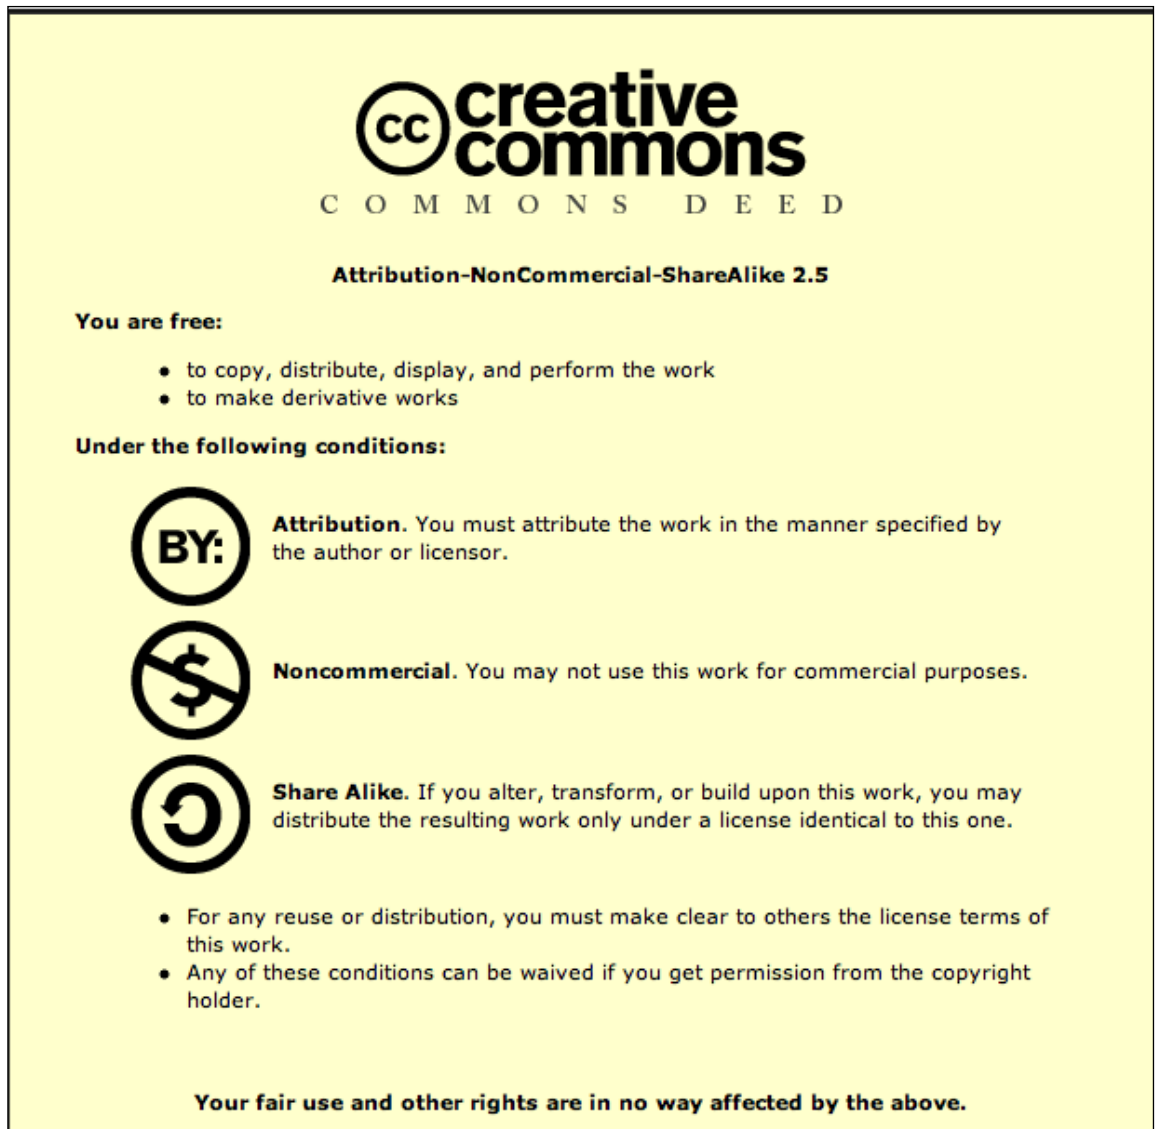 cc creative
commons
COMMONS DEED
Attribution-NonCommercial-ShareAlike 2.5
You are free:
• to copy, distribute, display, and perform the work
• to make derivative works
Under the following conditions:
BY:
Attribution. You must attribute the work in the manner specified by
the author or licensor.
$
Noncommercial. You may not use this work for commercial purposes.
Share Alike. If you alter, transform, or build upon this work, you may
distribute the resulting work only under a license identical to this one.
• For any reuse or distribution, you must make clear to others the license terms of
this work.
• Any of these conditions can be waived if you get permission from the copyright
holder.
Your fair use and other rights are in no way affected by the above.